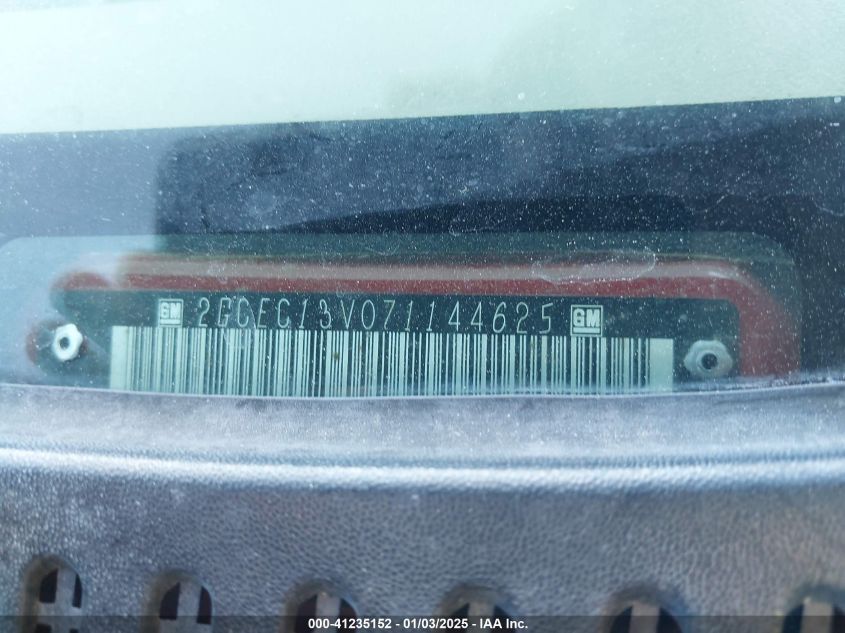 GM 2GCEC13V071144625 GM
000-41235152 - 01/03/2025 - IAA Inc.